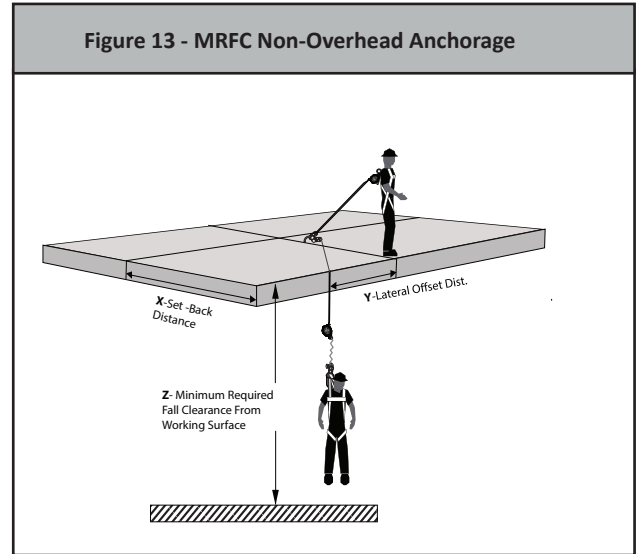 Figure 13 - MRFC Non-Overhead Anchorage
X-Set -Back
Distance
Y-Lateral Offset Dist.
Z- Minimum Required
Fall Clearance From
Working Surface